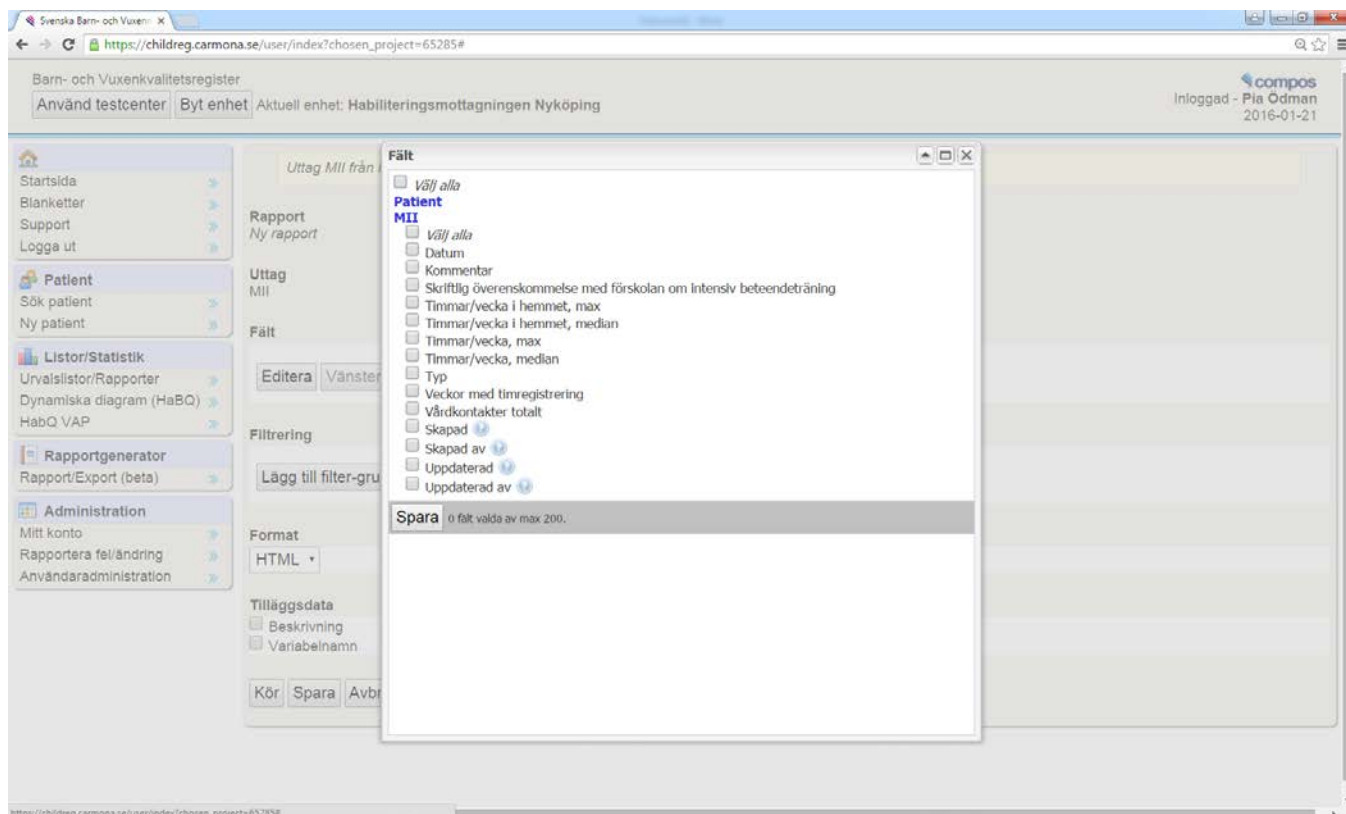 Svenska Barn- och Vuxen
https://childreg.carmona.se/user/index?chosen_project=65285#
Barn- och Vuxenkvalitetsregister
Använd testcenter Byt enhet Aktuell enhet: Habiliteringsmottagningen Nyköping
compos
Inloggad - Pia Ödman
2016-01-21
Startsida
Blanketter
Support
Logga ut
Patient
Sök patient
Ny patient
Listor/Statistik
Urvalslistor/Rapporter
Dynamiska diagram (HaBQ)
HabQ VAP
Rapportgenerator
Rapport/Export (beta)
Administration
Mitt konto
Rapportera fel/ändring
Användaradministration
Uttag MII från
Rapport
Ny rapport
Uttag
MII
Fält
Editera Vänster
Filtrering
Lägg till filter-gru
Format
HTML
Tilläggsdata
Beskrivning
Variabelnamn
Kör Spara Avbr
Fält
Välj alla
Patient
MII
Välj alla
Datum
Kommentar
Skriftlig överenskommelse med förskolan om intensiv beteendeträning
Timmar/vecka i hemmet, max
Timmar/vecka i hemmet, median
Timmar/vecka, max
Timmar/vecka, median
Typ
Veckor med timregistrering
Vårdkontakter totalt
Skapad
Skapad av
Uppdaterad
Uppdaterad av
Spara 0 fält valda av max 200.